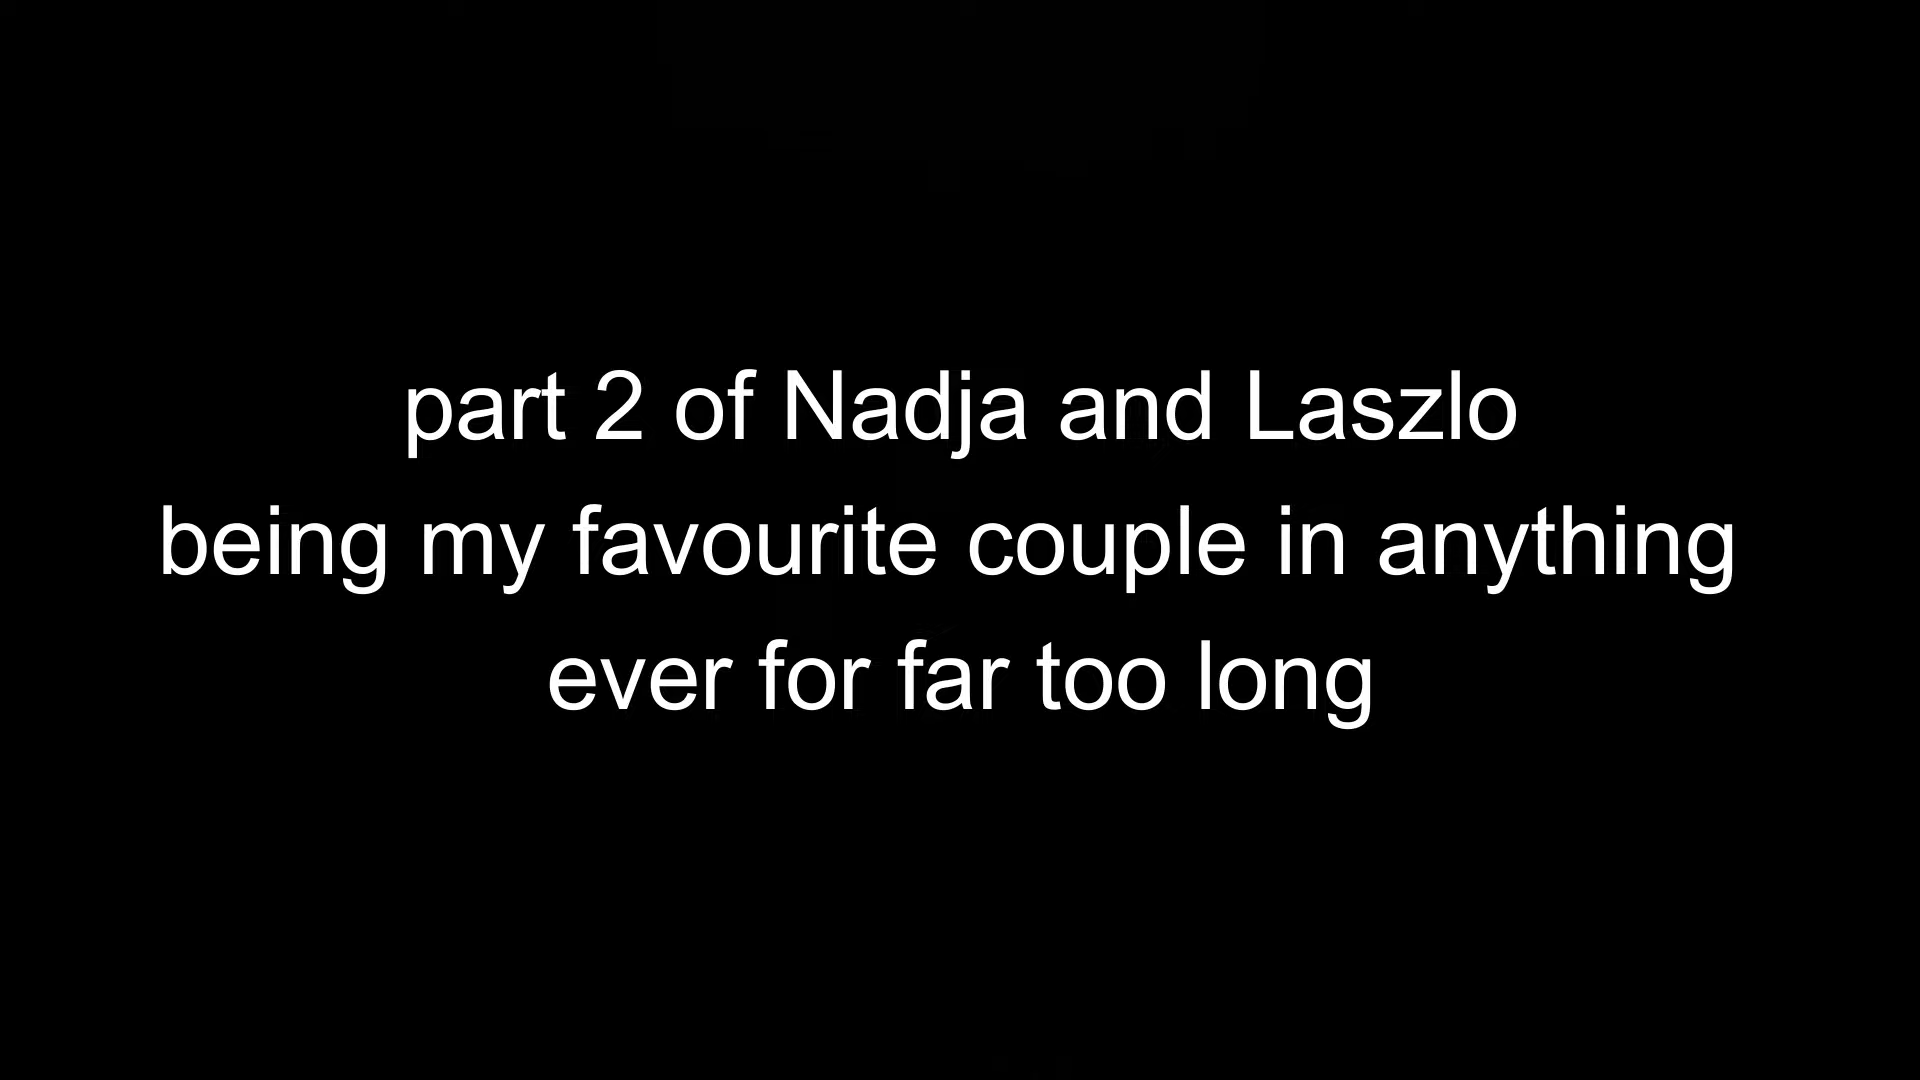 part 2 of Nadja and Laszlo
being my favourite couple in anything
ever for far too long